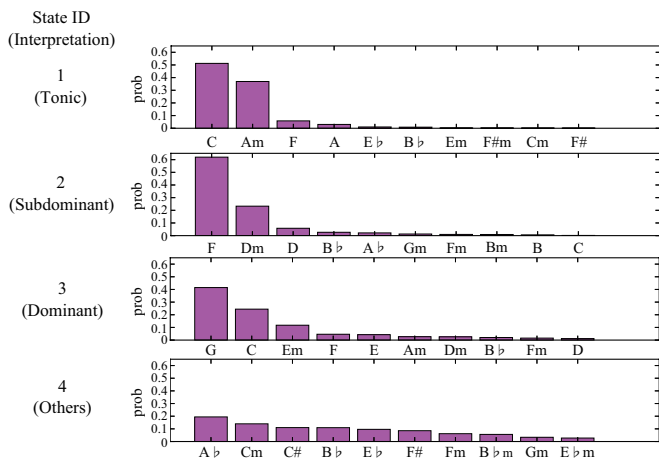 State ID
(Interpretation)
1
(Tonic)
prob
0.6
0.5
0.4
0.3
0.2
0.1
0
C Am F A E♭ B♭ Em F#m Cm F#
2
(Subdominant)
prob
0.6
0.5
0.4
0.3
0.2
0.1
0
F Dm D B♭ A♭ Gm Fm Bm B C
3
(Dominant)
prob
0.6
0.5
0.4
0.3
0.2
0.1
0
G C Em F E Am Dm B♭ Fm D
4
(Others)
prob
0.6
0.5
0.4
0.3
0.2
0.1
0
A♭ Cm C# B♭ E♭ F# Fm B♭m Gm E♭m